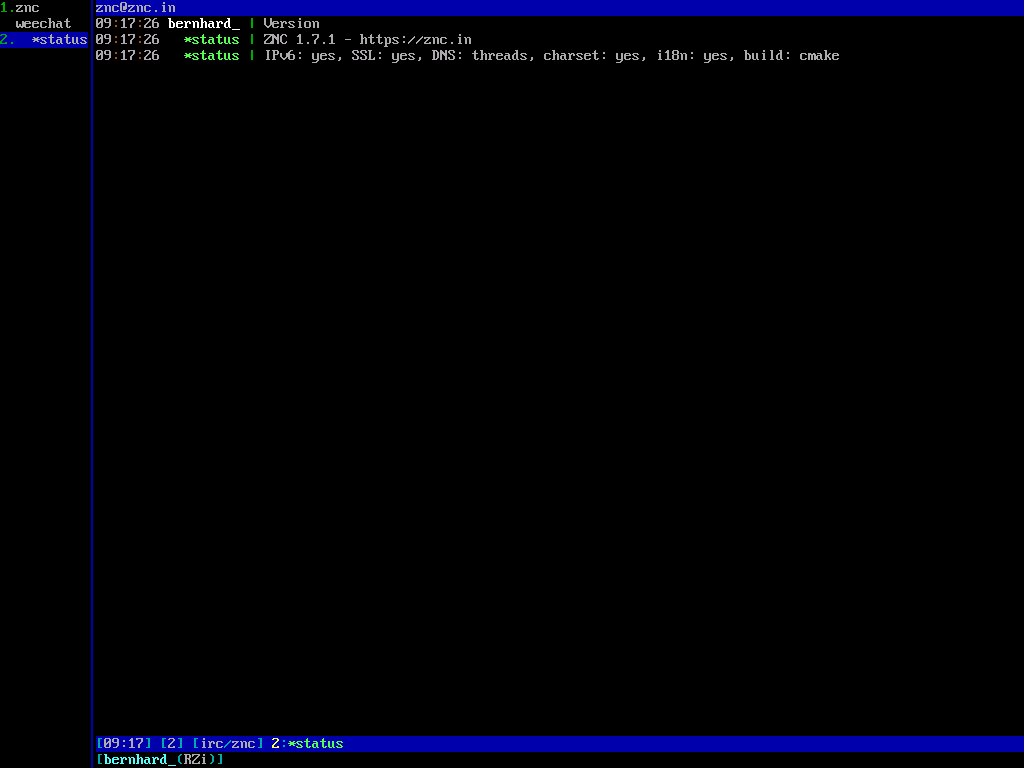 1.znc
weechat
2. *status
znc@znc.in
09:17:26 bernhard_ | Version
09:17:26 *status | ZNC 1.7.1 - https://znc.in
09:17:26 *status | IPv6: yes, SSL: yes, DNS: threads, charset: yes, i18n: yes, build: cmake
[09:17] [2] [irc/znc] 2:*status
[bernhard_(RZi)]